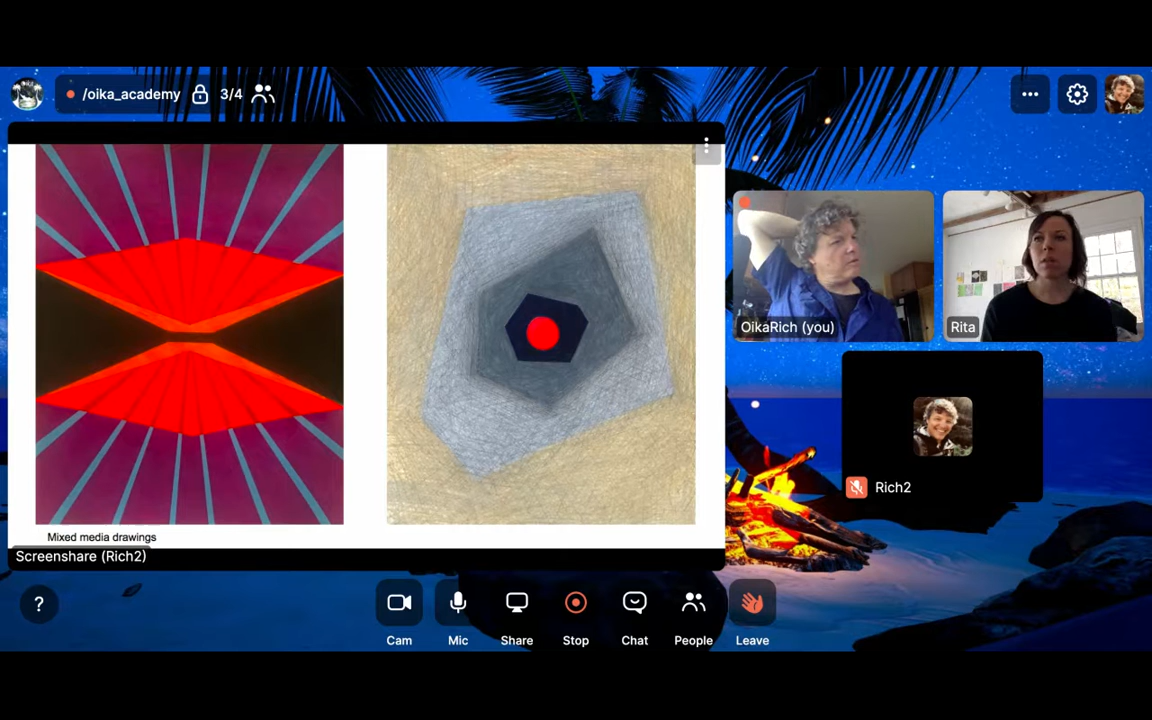 /oika_academy 3/4
OikaRich (you)
Rita
Rich2
Mixed media drawings
Screenshare (Rich2)
?
Cam
Mic
Share
Stop
Chat
People
Leave